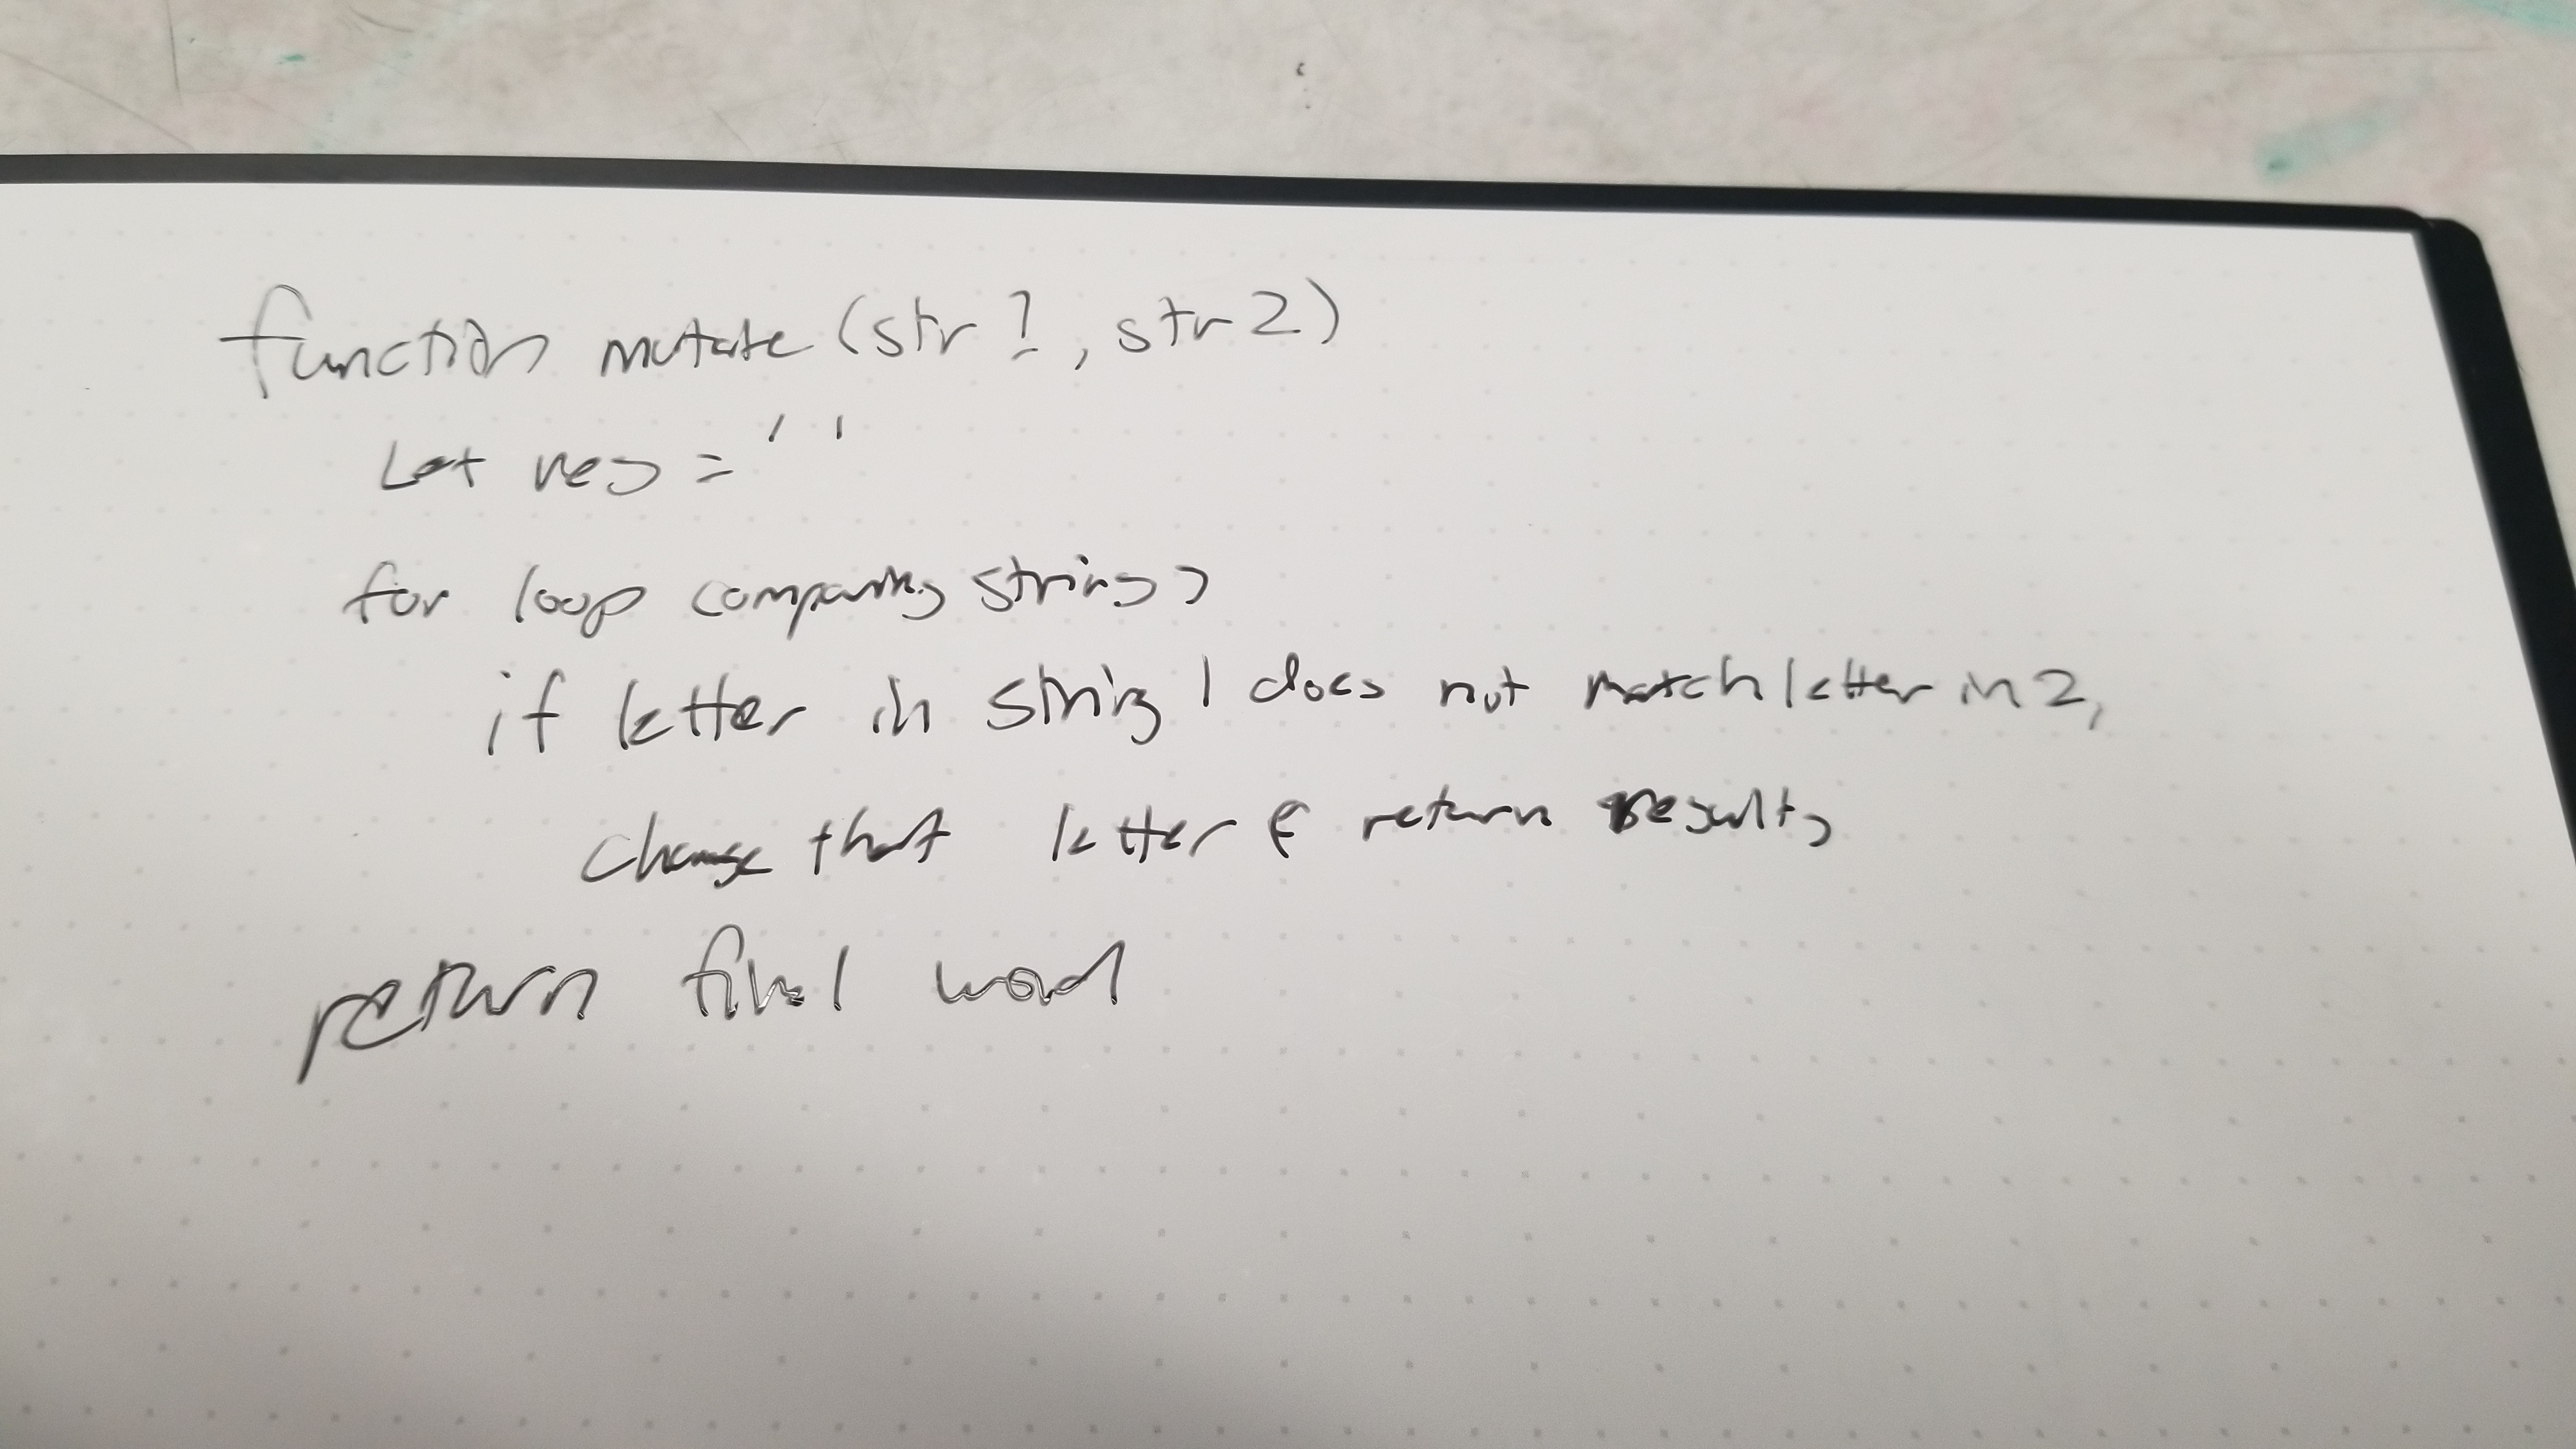 function mutate (str 1, str 2)
Let res = ''
for loop comparing strings
if letter in string 1 does not match letter in 2,
change that letter & return results
return final word